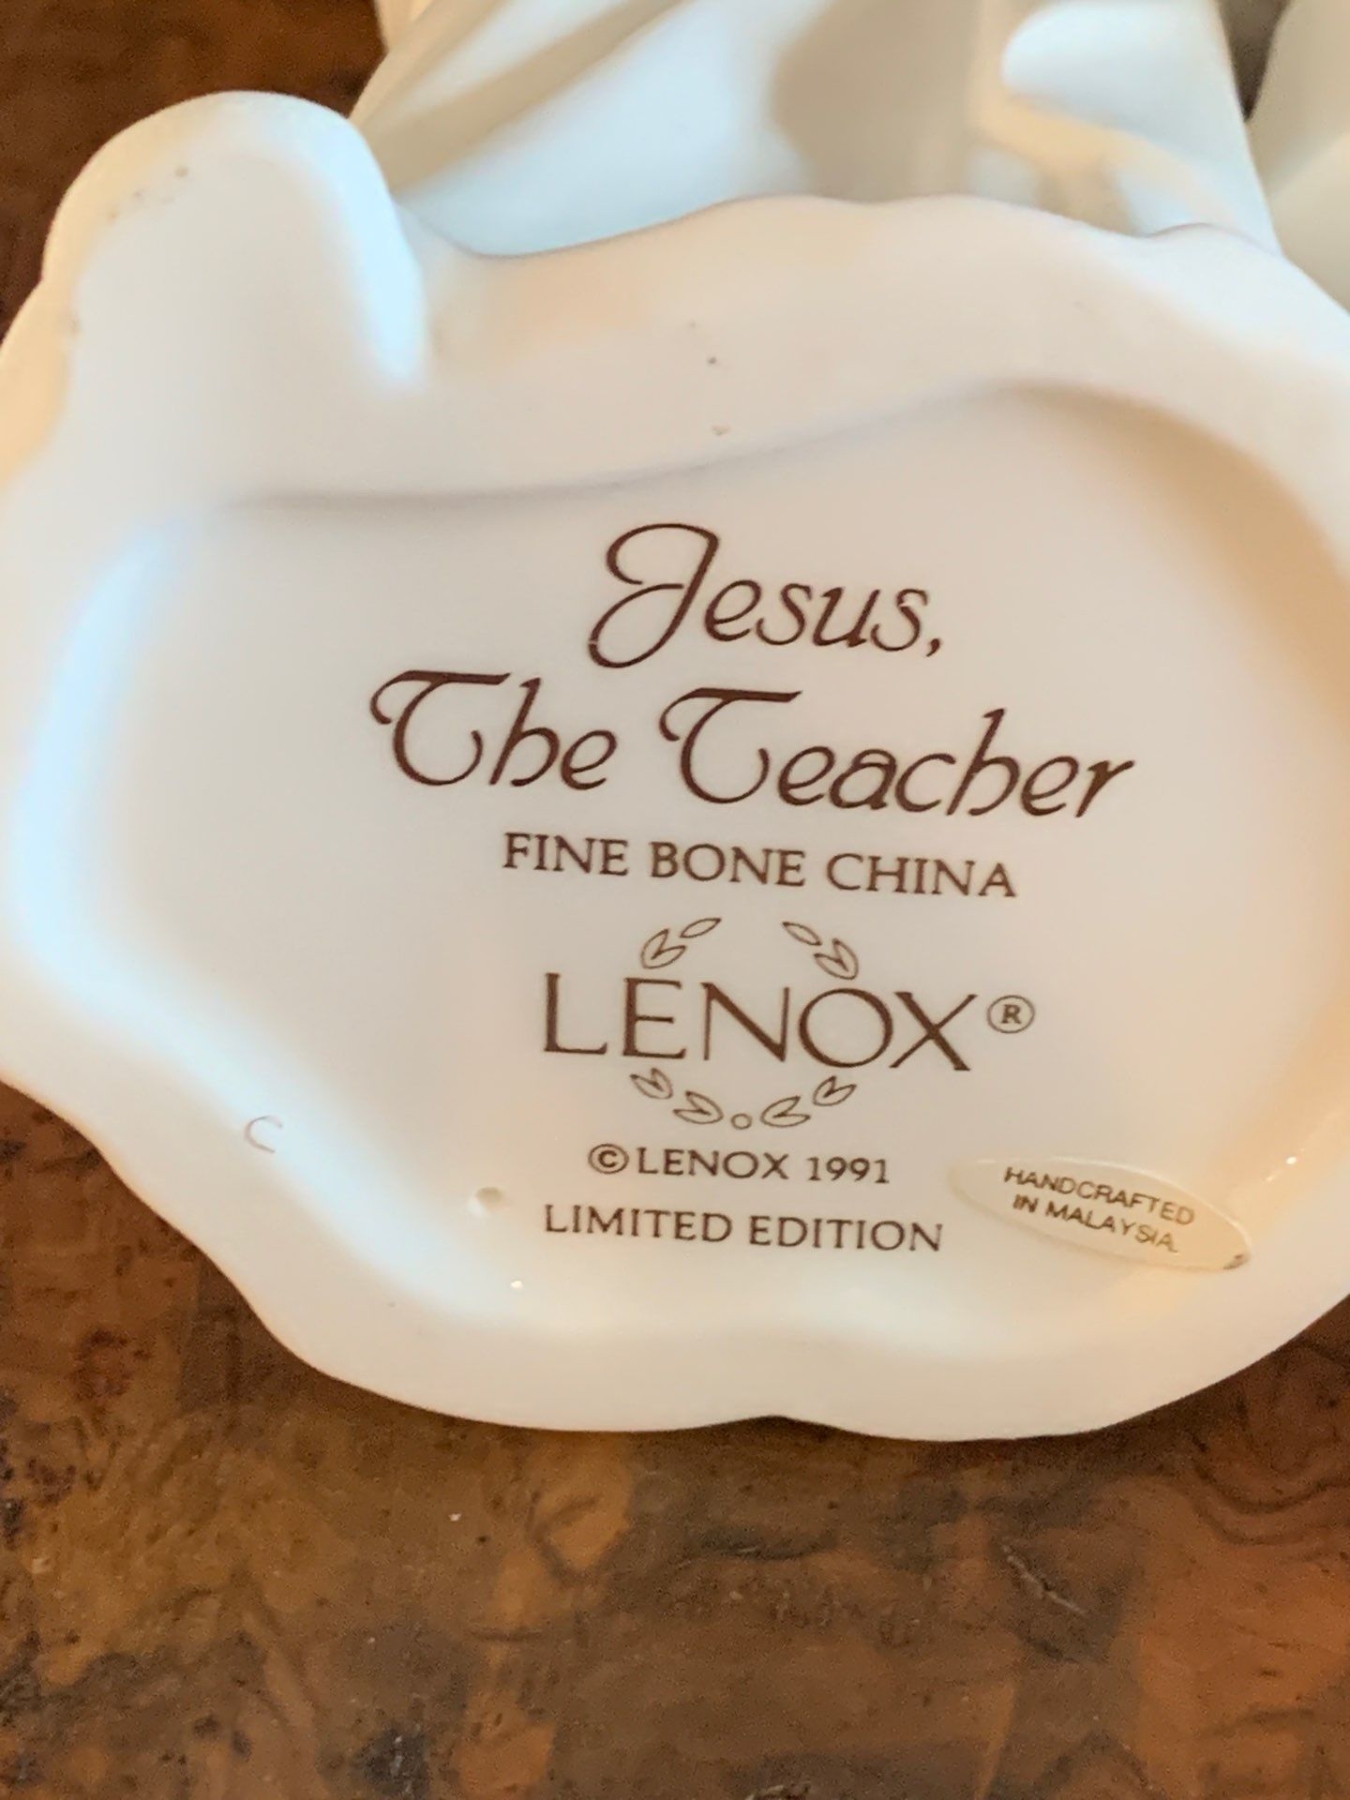 Jesus,
The Teacher
FINE BONE CHINA
LENOX®
©LENOX 1991
LIMITED EDITION
HANDCRAFTED
IN MALAYSIA
C